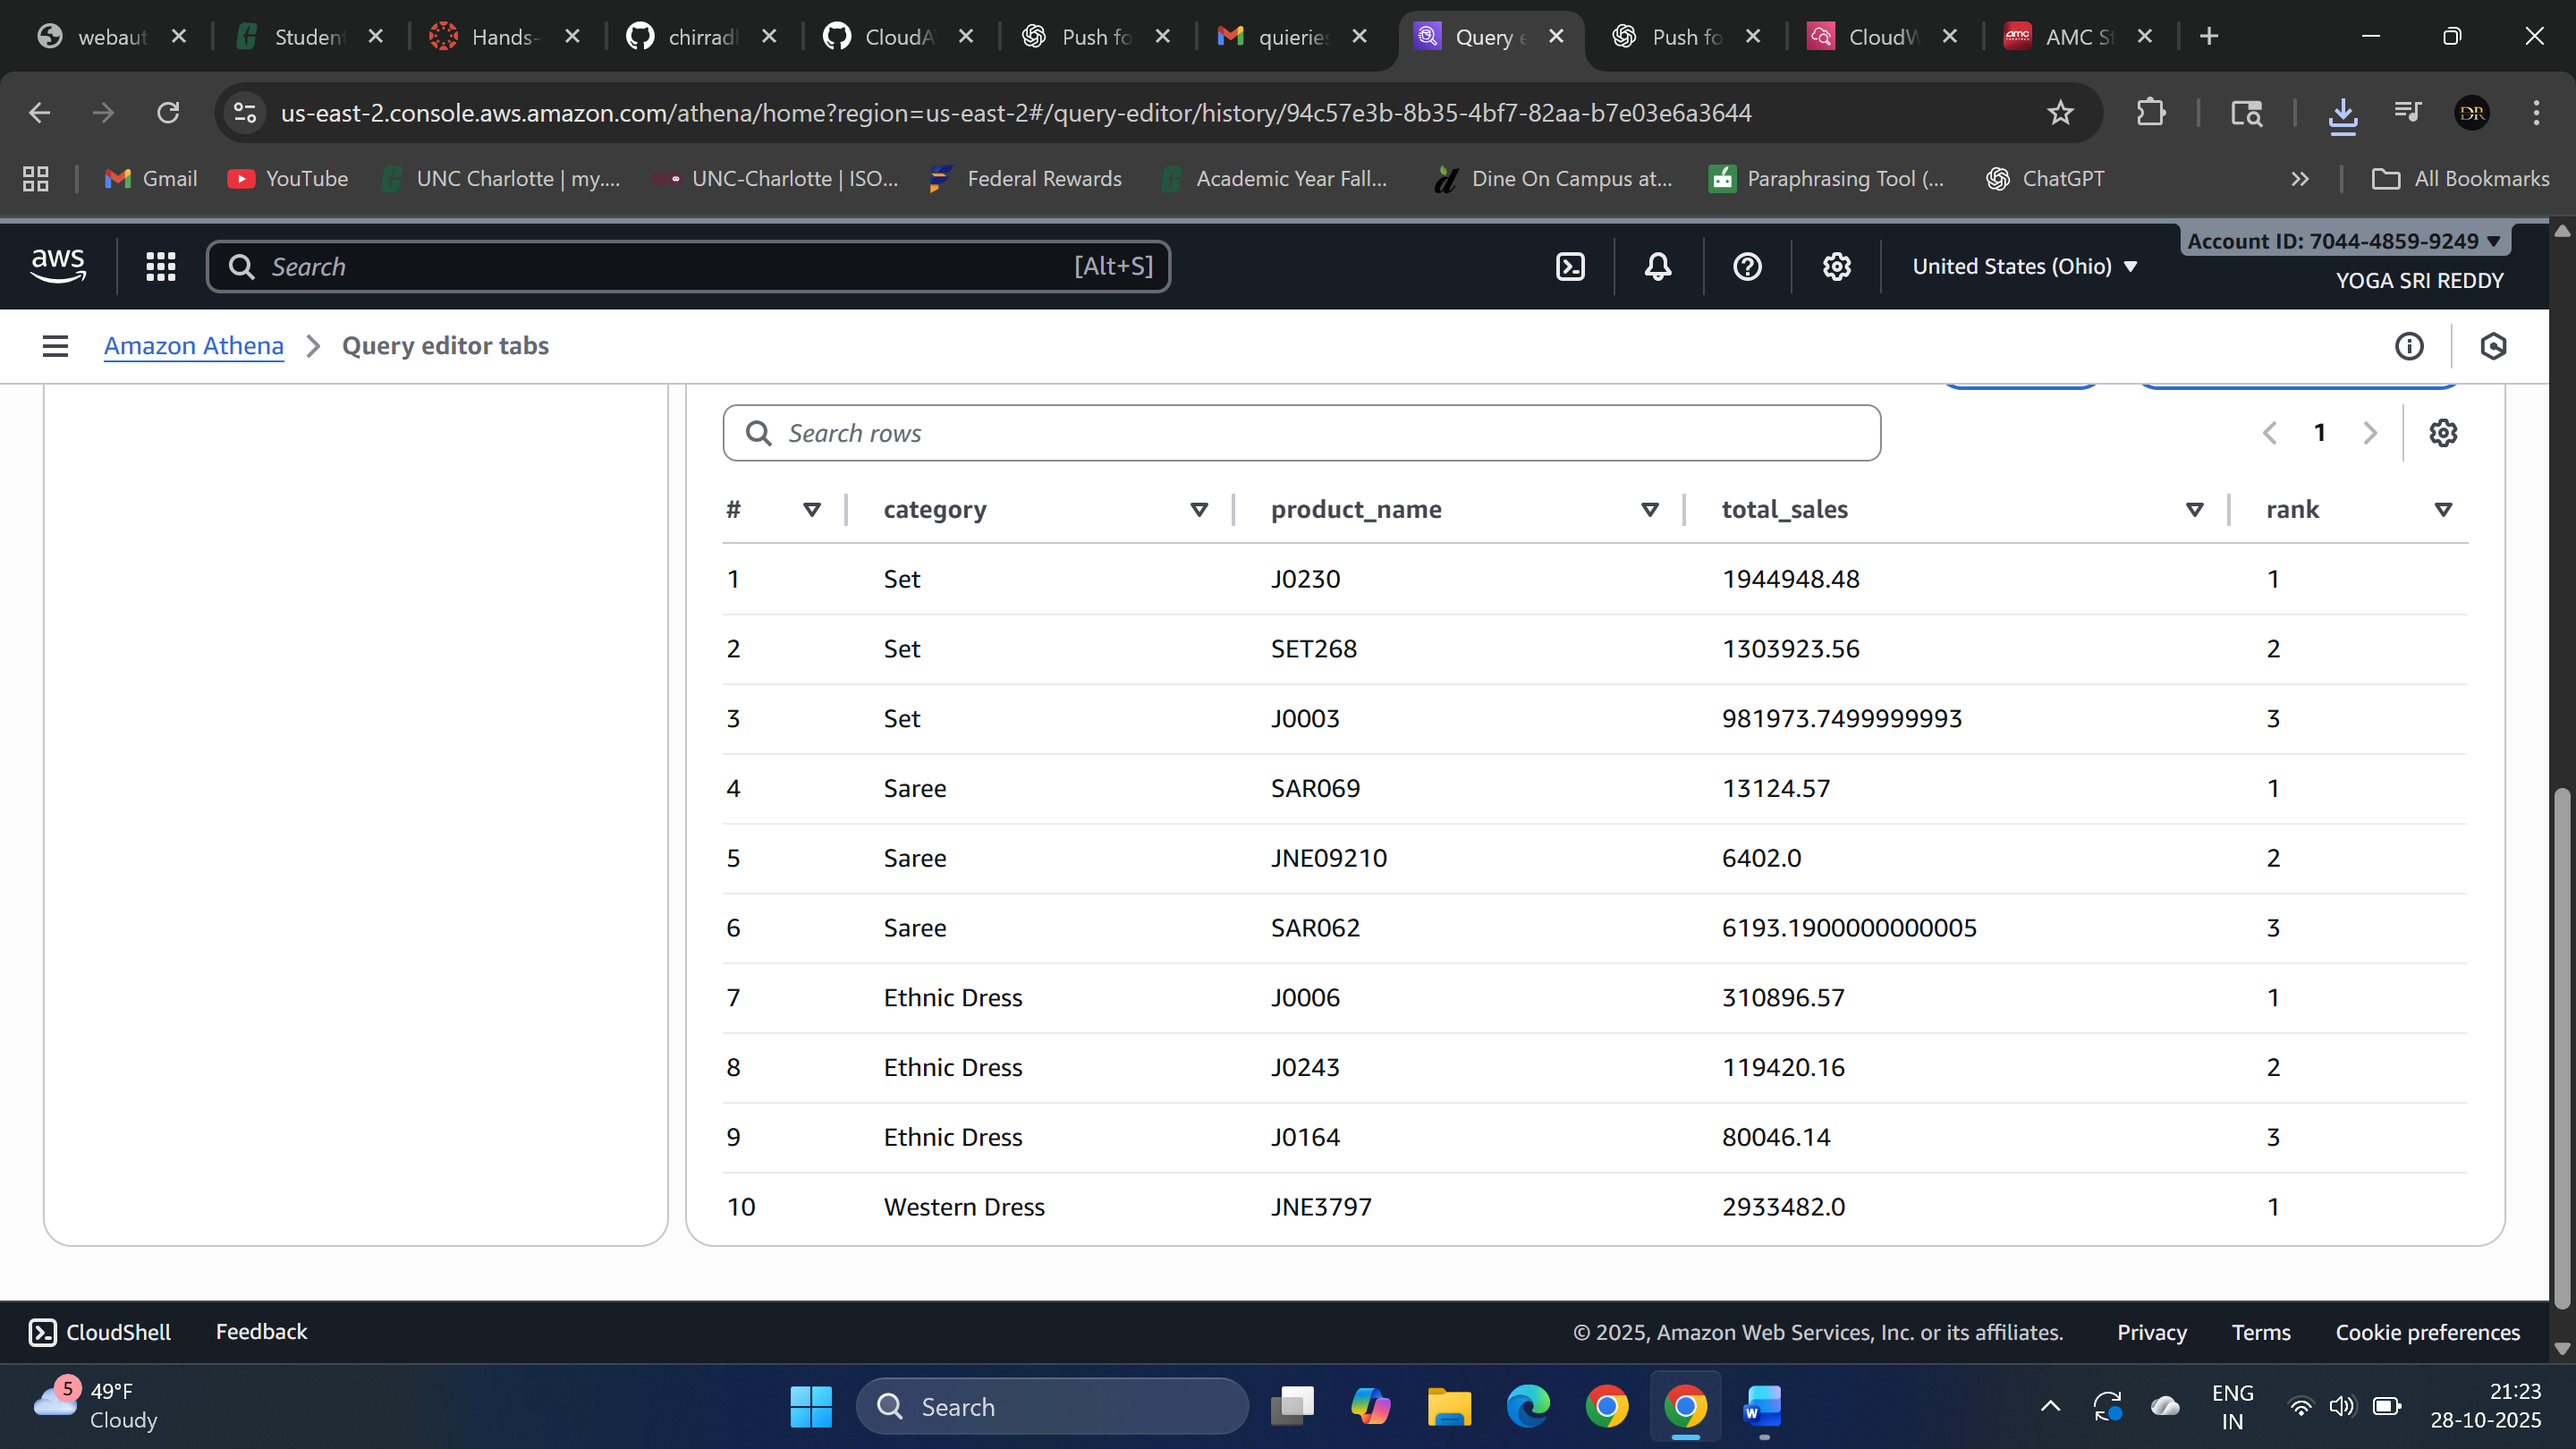 webaut
Studen
Hands-
chirradl
CloudA
Push fo
quieries
Query e
Push fo
CloudW
AMC St
us-east-2.console.aws.amazon.com/athena/home?region=us-east-2#/query-editor/history/94c57e3b-8b35-4bf7-82aa-b7e03e6a3644
DR
Gmail
YouTube
UNC Charlotte | my....
UNC-Charlotte | ISO...
Federal Rewards
Academic Year Fall...
Dine On Campus at...
Paraphrasing Tool (...
ChatGPT
All Bookmarks
aws
Search
[Alt+S]
United States (Ohio)
Account ID: 7044-4859-9249
YOGA SRI REDDY
Amazon Athena
Query editor tabs
Search rows
1
# category product_name total_sales rank
1 Set J0230 1944948.48 1
2 Set SET268 1303923.56 2
3 Set J0003 981973.7499999993 3
4 Saree SAR069 13124.57 1
5 Saree JNE09210 6402.0 2
6 Saree SAR062 6193.1900000000005 3
7 Ethnic Dress J0006 310896.57 1
8 Ethnic Dress J0243 119420.16 2
9 Ethnic Dress J0164 80046.14 3
10 Western Dress JNE3797 2933482.0 1
CloudShell
Feedback
© 2025, Amazon Web Services, Inc. or its affiliates.
Privacy
Terms
Cookie preferences
5
49°F
Cloudy
Search
ENG
IN
21:23
28-10-2025